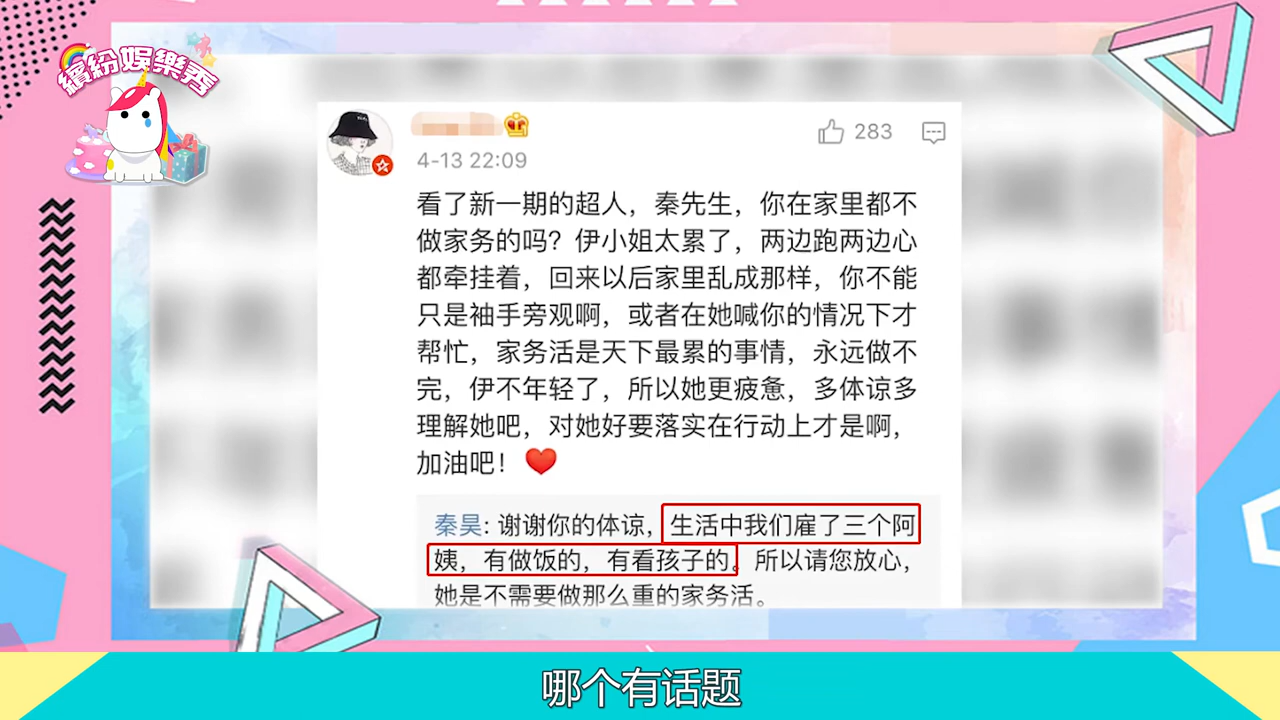 繽紛娛樂秀
283
4-13 22:09
看了新一期的超人，秦先生，你在家里都不
做家务的吗？伊小姐太累了，两边跑两边心
都牵挂着，回来以后家里乱成那样，你不能
只是袖手旁观啊，或者在她喊你的情况下才
帮忙，家务活是天下最累的事情，永远做不
完，伊不年轻了，所以她更疲惫，多体谅多
理解她吧，对她好要落实在行动上才是啊，
加油吧！
秦昊: 谢谢你的体谅，生活中我们雇了三个阿
姨，有做饭的，有看孩子的。所以请您放心，
她是不需要做那么重的家务活。
哪个有话题